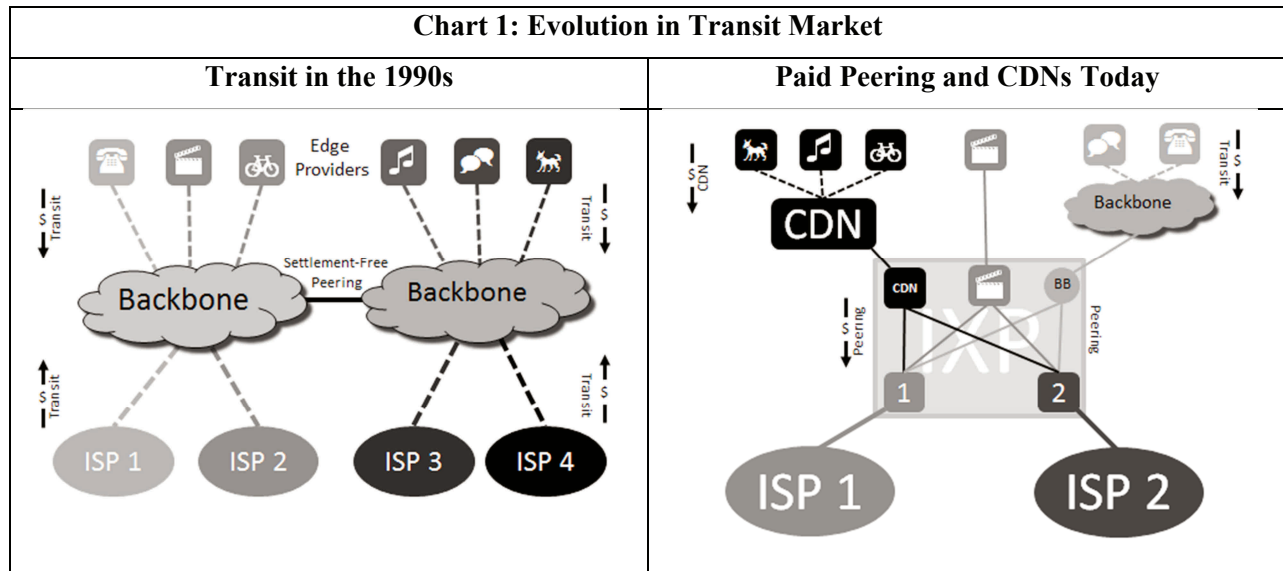 Chart 1: Evolution in Transit Market
Transit in the 1990s
Edge
Providers
$
Transit
$
Transit
Settlement-Free
Peering
Backbone
Backbone
$
Transit
$
Transit
ISP 1
ISP 2
ISP 3
ISP 4
Paid Peering and CDNs Today
$
CDN
$
Transit
CDN
Backbone
CDN
BB
$
Peering
Peering
IXP
1
2
ISP 1
ISP 2